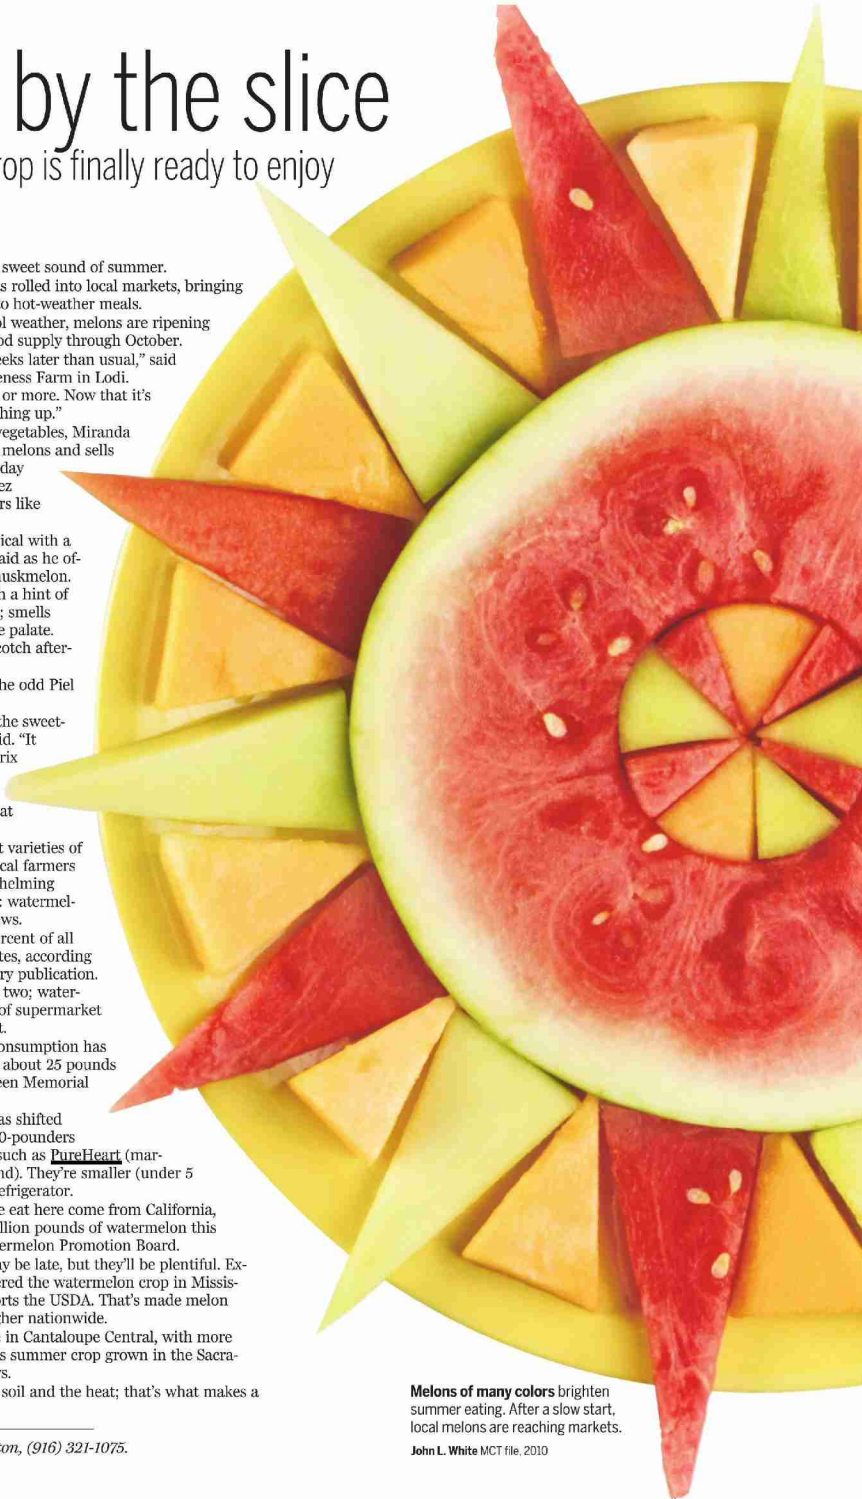 by the slice
rop is finally ready to enjoy
sweet sound of summer.
s rolled into local markets, bringing
to hot-weather meals.
ol weather, melons are ripening
od supply through October.
eeks later than usual,” said
eness Farm in Lodi.
or more. Now that it’s
hing up.”
vegetables, Miranda
melons and sells
day
ez
rs like
ical with a
aid as he of-
uskmelon.
h a hint of
; smells
e palate.
cotch after-
he odd Piel
the sweet-
id. “It
rix
at
t varieties of
cal farmers
helming
: watermel-
ws.
rcent of all
tes, according
ry publication.
two; water-
of supermarket
t.
onsumption has
about 25 pounds
een Memorial
as shifted
0-pounders
such as PureHeart (mar-
nd). They’re smaller (under 5
efrigerator.
e eat here come from California,
llion pounds of watermelon this
ermelon Promotion Board.
ay be late, but they’ll be plentiful. Ex-
ered the watermelon crop in Missis-
orts the USDA. That’s made melon
gher nationwide.
in Cantaloupe Central, with more
s summer crop grown in the Sacra-
rs.
soil and the heat; that’s what makes a
ton, (916) 321-1075.
Melons of many colors brighten
summer eating. After a slow start,
local melons are reaching markets.
John L. White MCT file, 2010